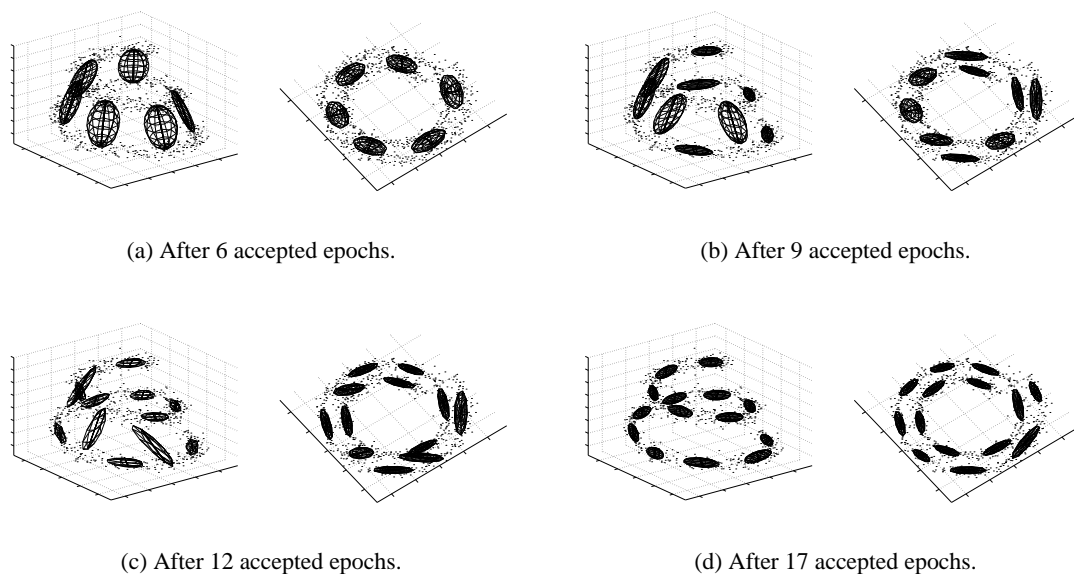 (a) After 6 accepted epochs.
(b) After 9 accepted epochs.
(c) After 12 accepted epochs.
(d) After 17 accepted epochs.